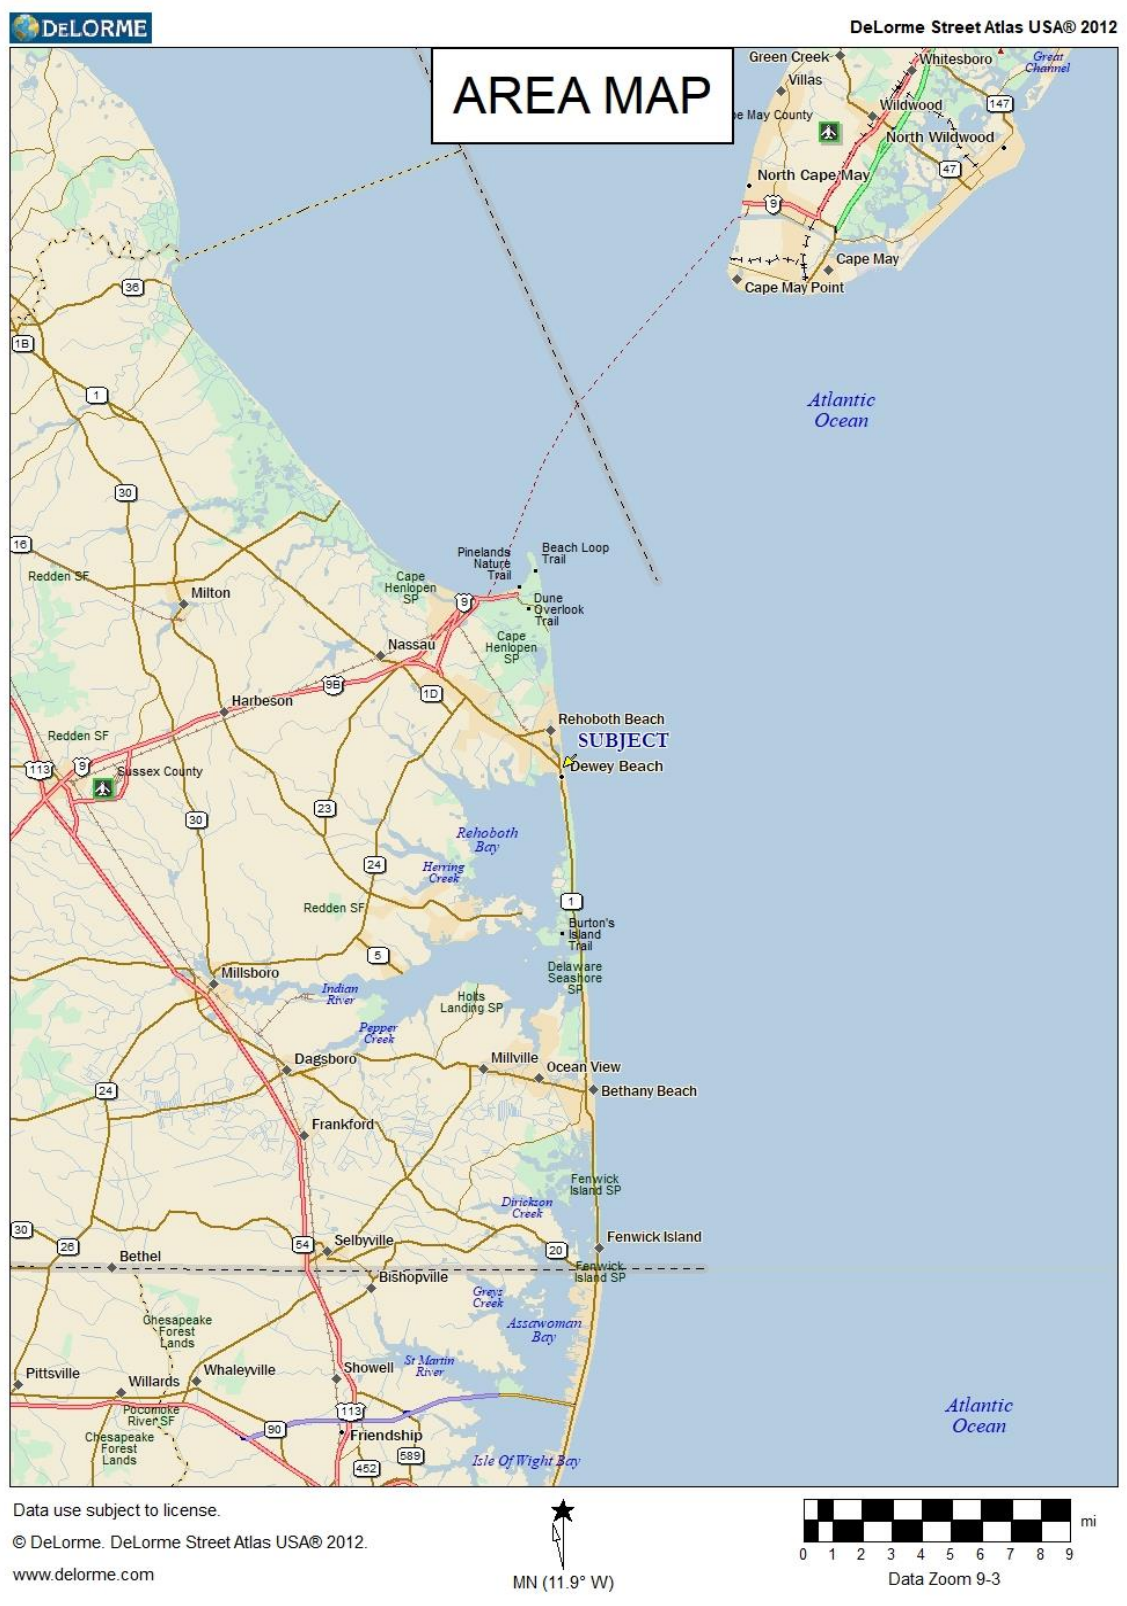 DELORME
DeLorme Street Atlas USA® 2012
AREA MAP
Green Creek
Whitesboro
Great
Channel
Villas
Wildwood
147
pe May County
North Wildwood
47
North Cape May
9
Cape May
Cape May Point
36
1B
1
Atlantic
Ocean
30
16
Redden SF
Milton
Pinelands
Nature
Trail
Beach Loop
Trail
Cape
Henlopen
SP
9
Dune
Overlook
Trail
Cape
Henlopen
SP
Nassau
9B
1D
Harbeson
Rehoboth Beach
SUBJECT
Dewey Beach
Redden SF
113
9
Sussex County
30
23
Rehoboth
Bay
24
Herring
Creek
Redden SF
1
Burton's
Island
Trail
5
Delaware
Seashore
SP
Millsboro
Indian
River
Holts
Landing SP
Pepper
Creek
Dagsboro
Millville
Ocean View
24
Bethany Beach
Frankford
Fenwick
Island SP
Dirickson
Creek
30
26
54
Selbyville
20
Fenwick Island
Bethel
Fenwick
Island SP
Bishopville
Greys
Creek
Chesapeake
Forest
Lands
Assawoman
Bay
Pittsville
Willards
Whaleyville
Showell
St Martin
River
Pocomoke
River SF
113
Atlantic
Ocean
90
Friendship
Chesapeake
Forest
Lands
452
589
Isle Of Wight Bay
Data use subject to license.
© DeLorme. DeLorme Street Atlas USA® 2012.
www.delorme.com
MN (11.9° W)
mi
0 1 2 3 4 5 6 7 8 9
Data Zoom 9-3